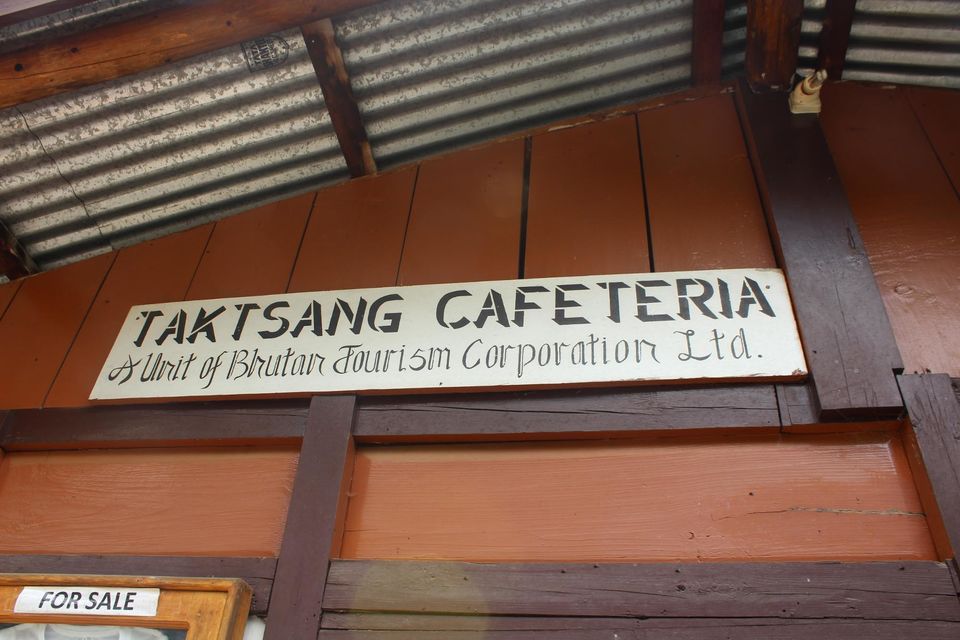 TAKTSANG CAFETERIA
A Unit of Bhutan Tourism Corporation Ltd.
FOR SALE